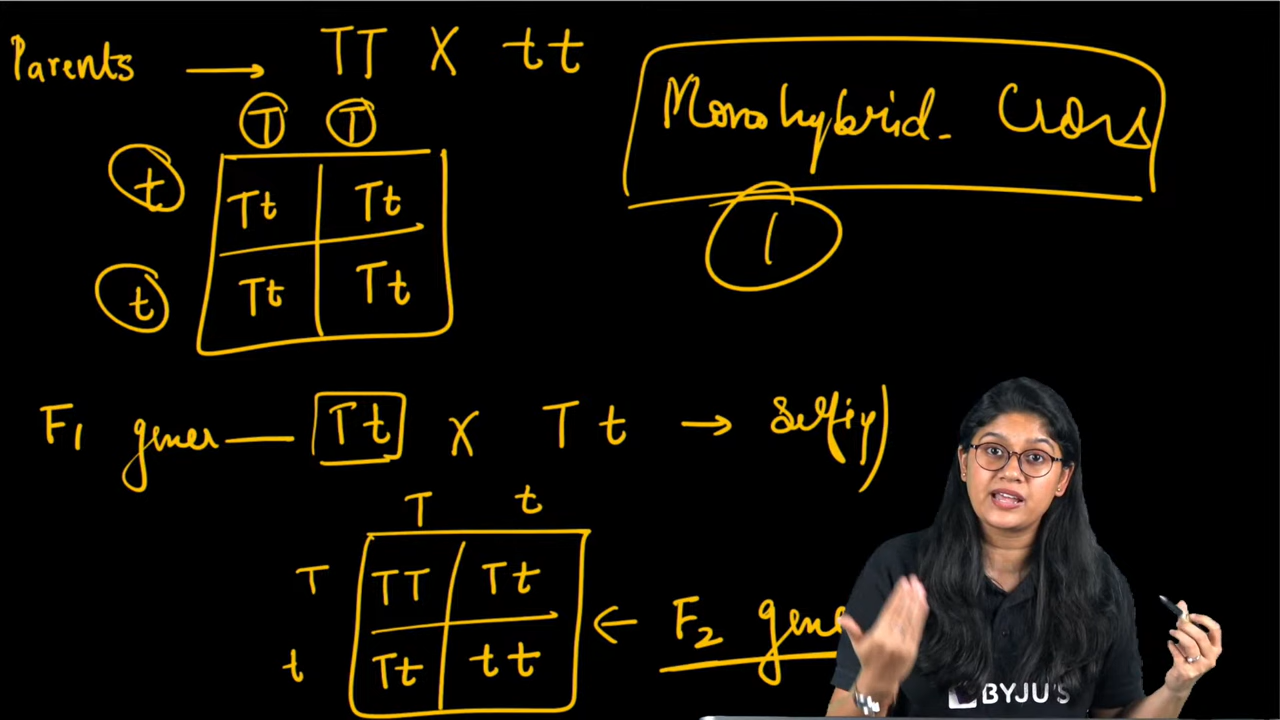 Parents → TT X tt
Monohybrid Cross
T T
t Tt Tt
t Tt Tt
1
F1 gener — Tt X Tt → Selfig)
T t
T TT Tt
t Tt tt
← F2 gene
BYJU'S